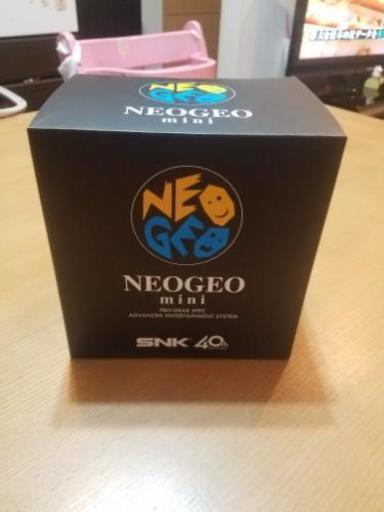 NEO
GEO
NEOGEO
mini
NEO
GEO
NEOGEO
mini
PRO-GEAR SPEC
ADVANCED ENTERTAINMENT SYSTEM
SNK 40th